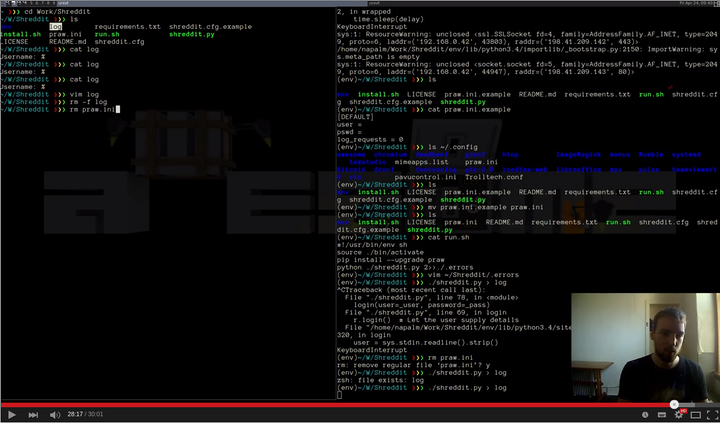 ❯❯❯ cd Work/Shreddit
~/W/Shreddit ❯❯❯ ls
log requirements.txt shreddit.cfg.example
install.sh praw.ini run.sh shreddit.py
LICENSE README.md shreddit.cfg
~/W/Shreddit ❯❯❯ cat log
Username: %
~/W/Shreddit ❯❯❯ cat log
Username: %
~/W/Shreddit ❯❯❯ cat log
Username: %
~/W/Shreddit ❯❯❯ vim log
~/W/Shreddit ❯❯❯ rm -f log
~/W/Shreddit ❯❯❯ rm praw.ini
2, in wrapped
time.sleep(delay)
KeyboardInterrupt
sys:1: ResourceWarning: unclosed <ssl.SSLSocket fd=4, family=AddressFamily.AF_INET, type=204
9, proto=6, laddr=('192.168.0.42', 43803), raddr=('198.41.209.142', 443)>
sys:1: ResourceWarning: unclosed <socket.socket fd=5, family=AddressFamily.AF_INET, type=204
9, proto=6, laddr=('192.168.0.42', 44947), raddr=('198.41.209.143', 80)>
/home/napalm/Work/Shreddit/env/lib/python3.4/importlib/_bootstrap.py:2150: ImportWarning: sy
s.meta_path is empty
(env)~/W/Shreddit ❯❯❯ ls
env install.sh LICENSE praw.ini.example README.md requirements.txt run.sh shreddit.cf
g shreddit.cfg.example shreddit.py
(env)~/W/Shreddit ❯❯❯ cat praw.ini.example
[DEFAULT]
user =
pswd =
log_requests = 0
(env)~/W/Shreddit ❯❯❯ ls ~/.config
mimeapps.list praw.ini
pavucontrol.ini Trolltech.conf
(env)~/W/Shreddit ❯❯❯ ls
env install.sh LICENSE praw.ini.example README.md requirements.txt run.sh shreddit.cf
g shreddit.cfg.example shreddit.py
(env)~/W/Shreddit ❯❯❯ mv praw.ini.example praw.ini
(env)~/W/Shreddit ❯❯❯ ls
env install.sh LICENSE praw.ini README.md requirements.txt run.sh shreddit.cfg shred
dit.cfg.example shreddit.py
(env)~/W/Shreddit ❯❯❯ cat run.sh
#!/usr/bin/env sh
source ./bin/activate
pip install --upgrade praw
python ./shreddit.py 2>>./.errors
(env)~/W/Shreddit ❯❯❯ vim ~/Shreddit/.errors
(env)~/W/Shreddit ❯❯❯ ./shreddit.py > log
^CTraceback (most recent call last):
File "./shreddit.py", line 78, in <module>
login(user=_user, password=_pass)
File "./shreddit.py", line 69, in login
r.login() # Let the user supply details
File "/home/napalm/Work/Shreddit/env/lib/python3.4/site
320, in login
user = sys.stdin.readline().strip()
KeyboardInterrupt
(env)~/W/Shreddit ❯❯❯ rm praw.ini
rm: remove regular file 'praw.ini'? y
(env)~/W/Shreddit ❯❯❯ ./shreddit.py > log
zsh: file exists: log
(env)~/W/Shreddit ❯❯❯ ./shreddit.py > log
28:17 / 30:01
HD